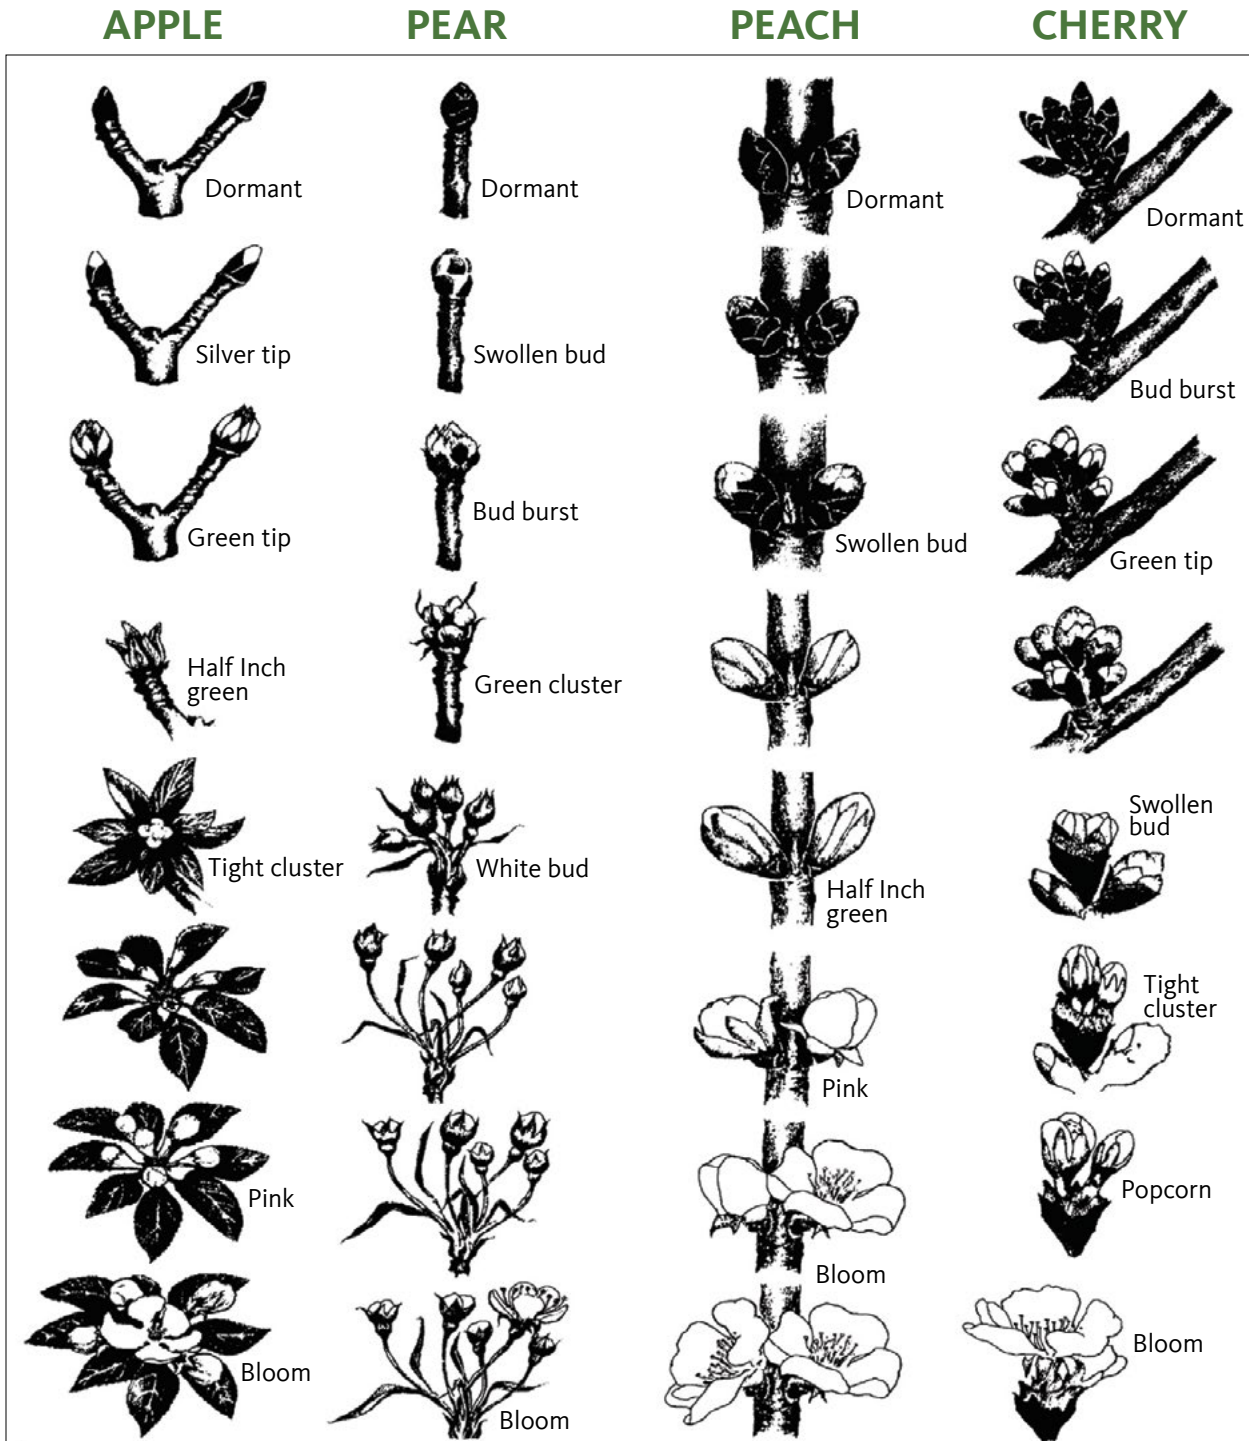 APPLE
PEAR
PEACH
CHERRY
Dormant
Dormant
Dormant
Dormant
Silver tip
Swollen bud
Bud burst
Green tip
Bud burst
Swollen bud
Green tip
Half Inch
green
Green cluster
Tight cluster
White bud
Half Inch
green
Swollen
bud
Pink
Tight
cluster
Pink
Bloom
Popcorn
Bloom
Bloom
Bloom